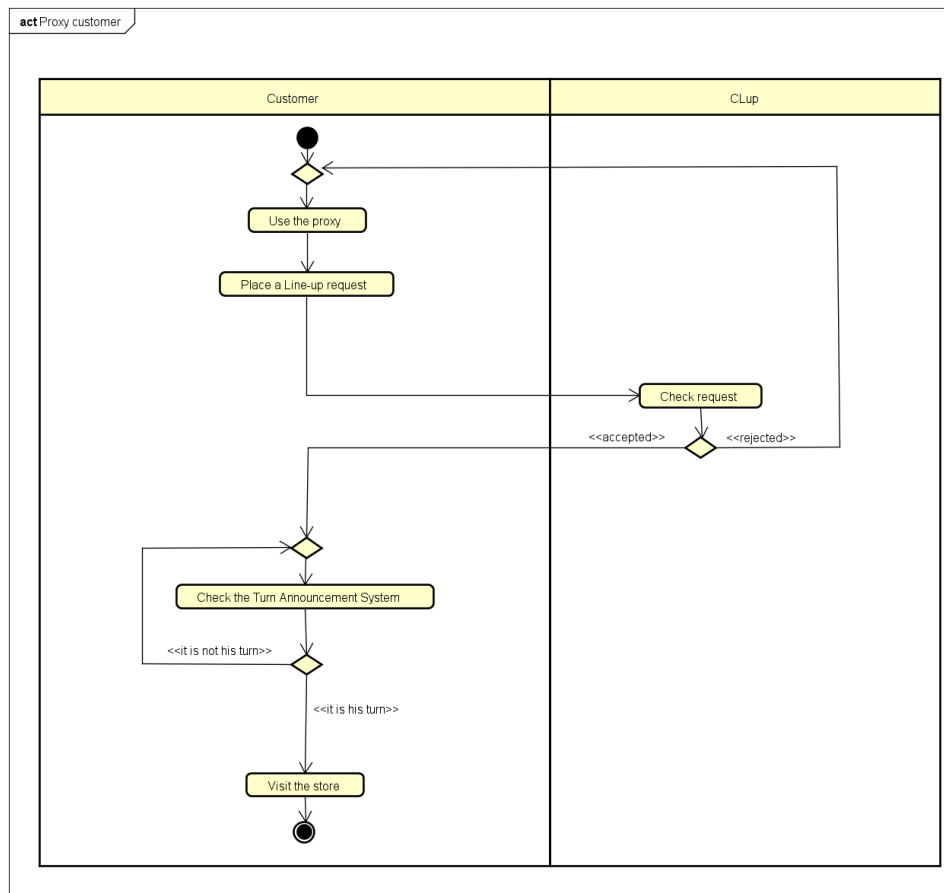 act Proxy customer
Customer
CLup
Use the proxy
Place a Line-up request
Check request
<<accepted>>
<<rejected>>
Check the Turn Announcement System
<<it is not his turn>>
<<it is his turn>>
Visit the store